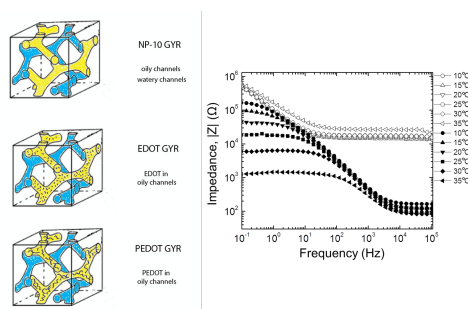 NP-10 GYR
oily channels
watery channels
EDOT GYR
EDOT in
oily channels
PEDOT GYR
PEDOT in
oily channels
Impedance, |Z| (Ω)
10⁶
10⁵
10⁴
10³
10²
10⁻¹ 10⁰ 10¹ 10² 10³ 10⁴ 10⁵
Frequency (Hz)
10℃
15℃
20℃
25℃
30℃
35℃
10℃
15℃
20℃
25℃
30℃
35℃